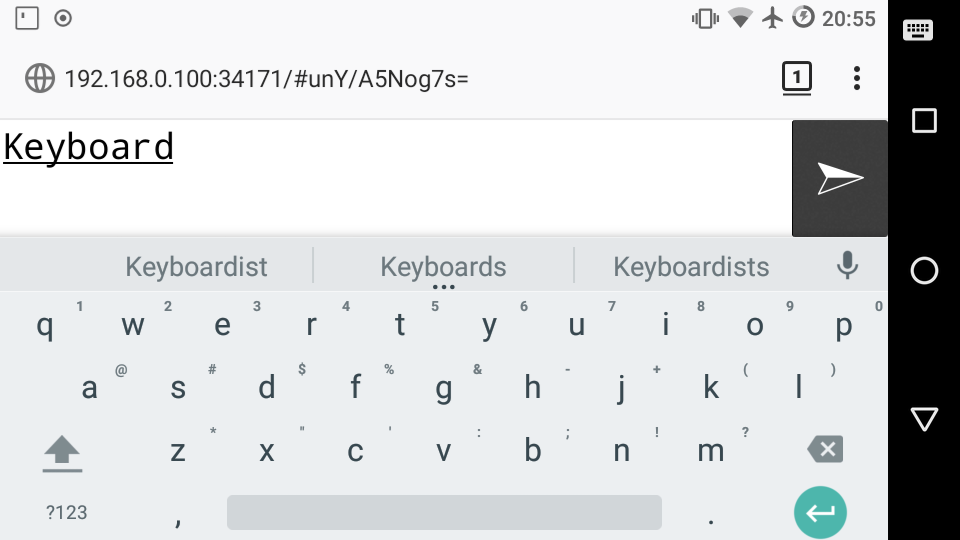 20:55
192.168.0.100:34171/#unY/A5Nog7s=
1
Keyboard
Keyboardist Keyboards Keyboardists
1 2 3 4 5 6 7 8 9 0
q w e r t y u i o p
@ # $ % & - + ( )
a s d f g h j k l
* " ' : ; ! ?
z x c v b n m
?123 , .